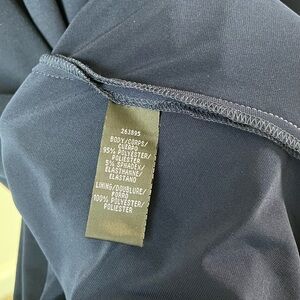 263895
BODY/CORPS/
CUERPO
95% POLYESTER/
POLIESTER
5% SPANDEX/
ELASTHANNE/
ELASTANO
LINING/DOUBLURE/
FORRO
100% POLYESTER/
POLIESTER